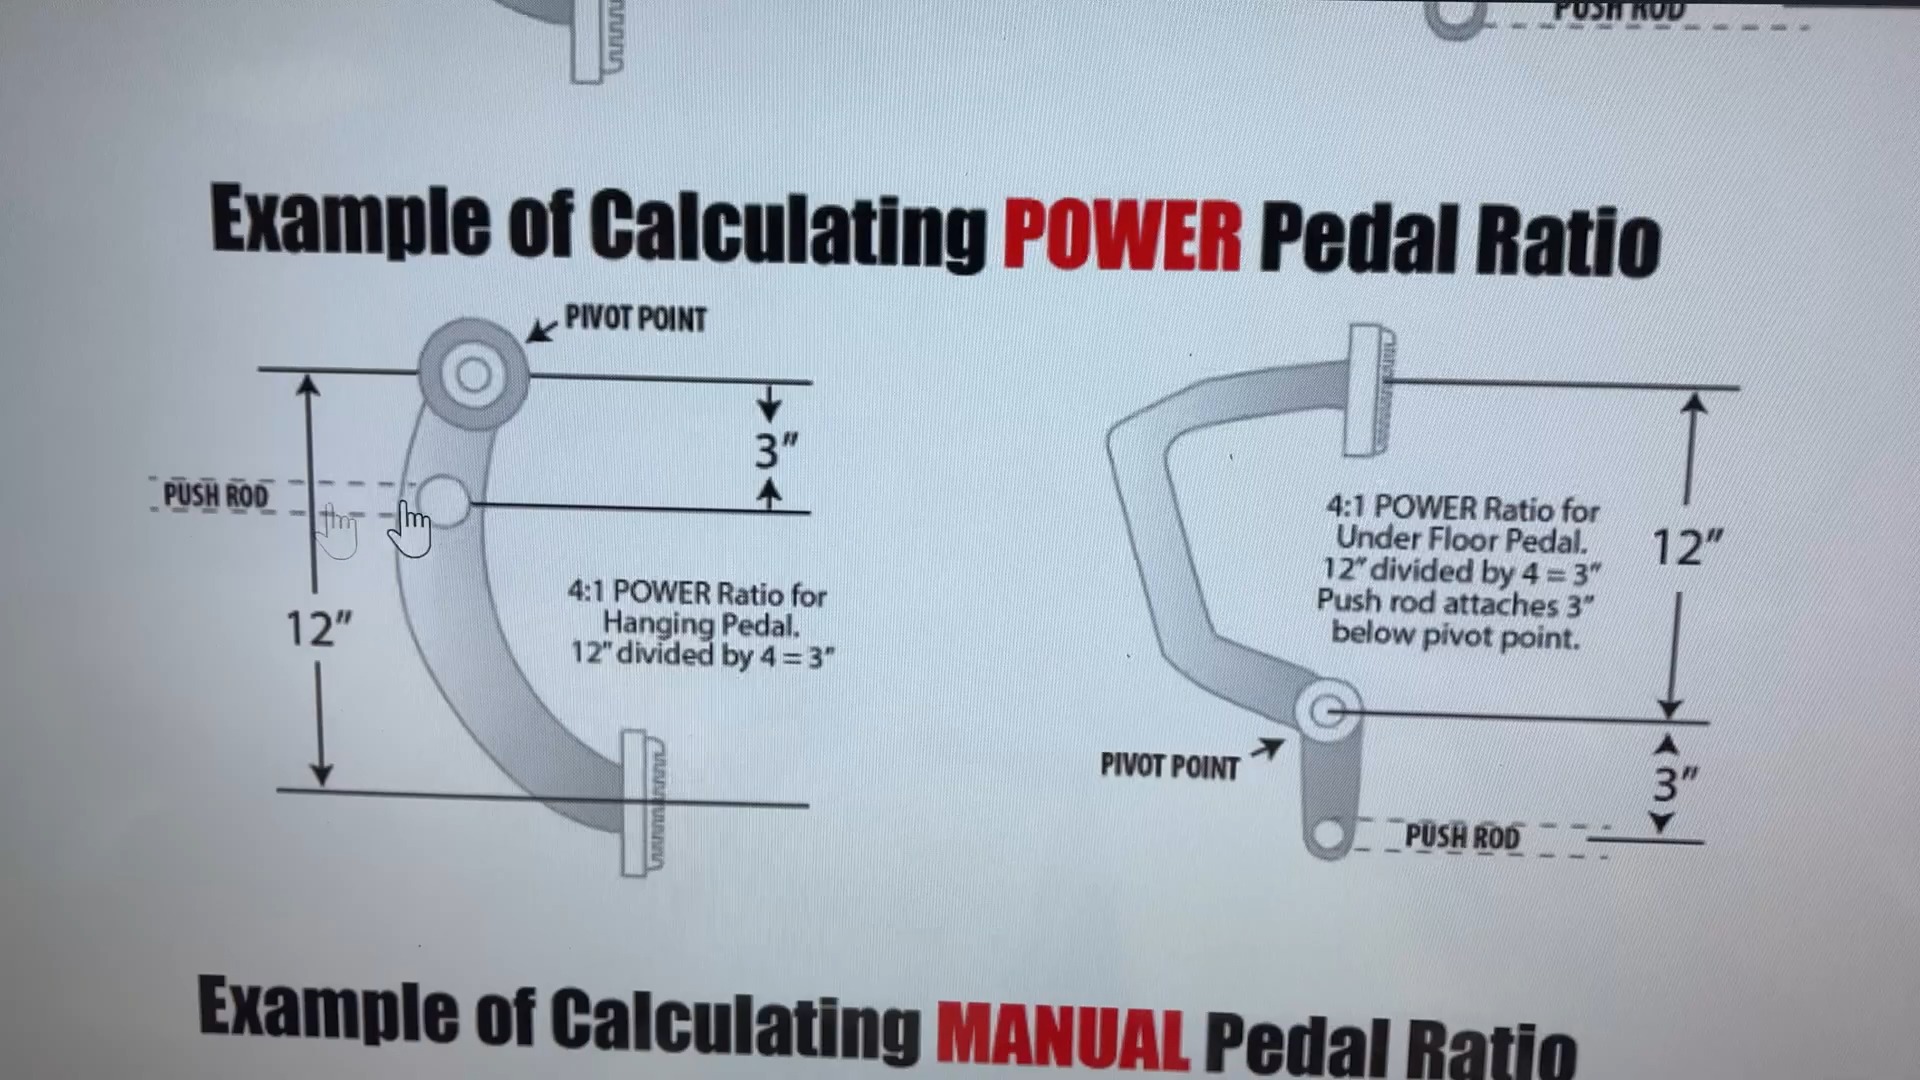 PUSH ROD
Example of Calculating POWER Pedal Ratio
PIVOT POINT
3"
PUSH ROD
12"
4:1 POWER Ratio for
Hanging Pedal.
12" divided by 4 = 3"
4:1 POWER Ratio for
Under Floor Pedal.
12" divided by 4 = 3"
Push rod attaches 3"
below pivot point.
12"
PIVOT POINT
3"
PUSH ROD
Example of Calculating MANUAL Pedal Ratio